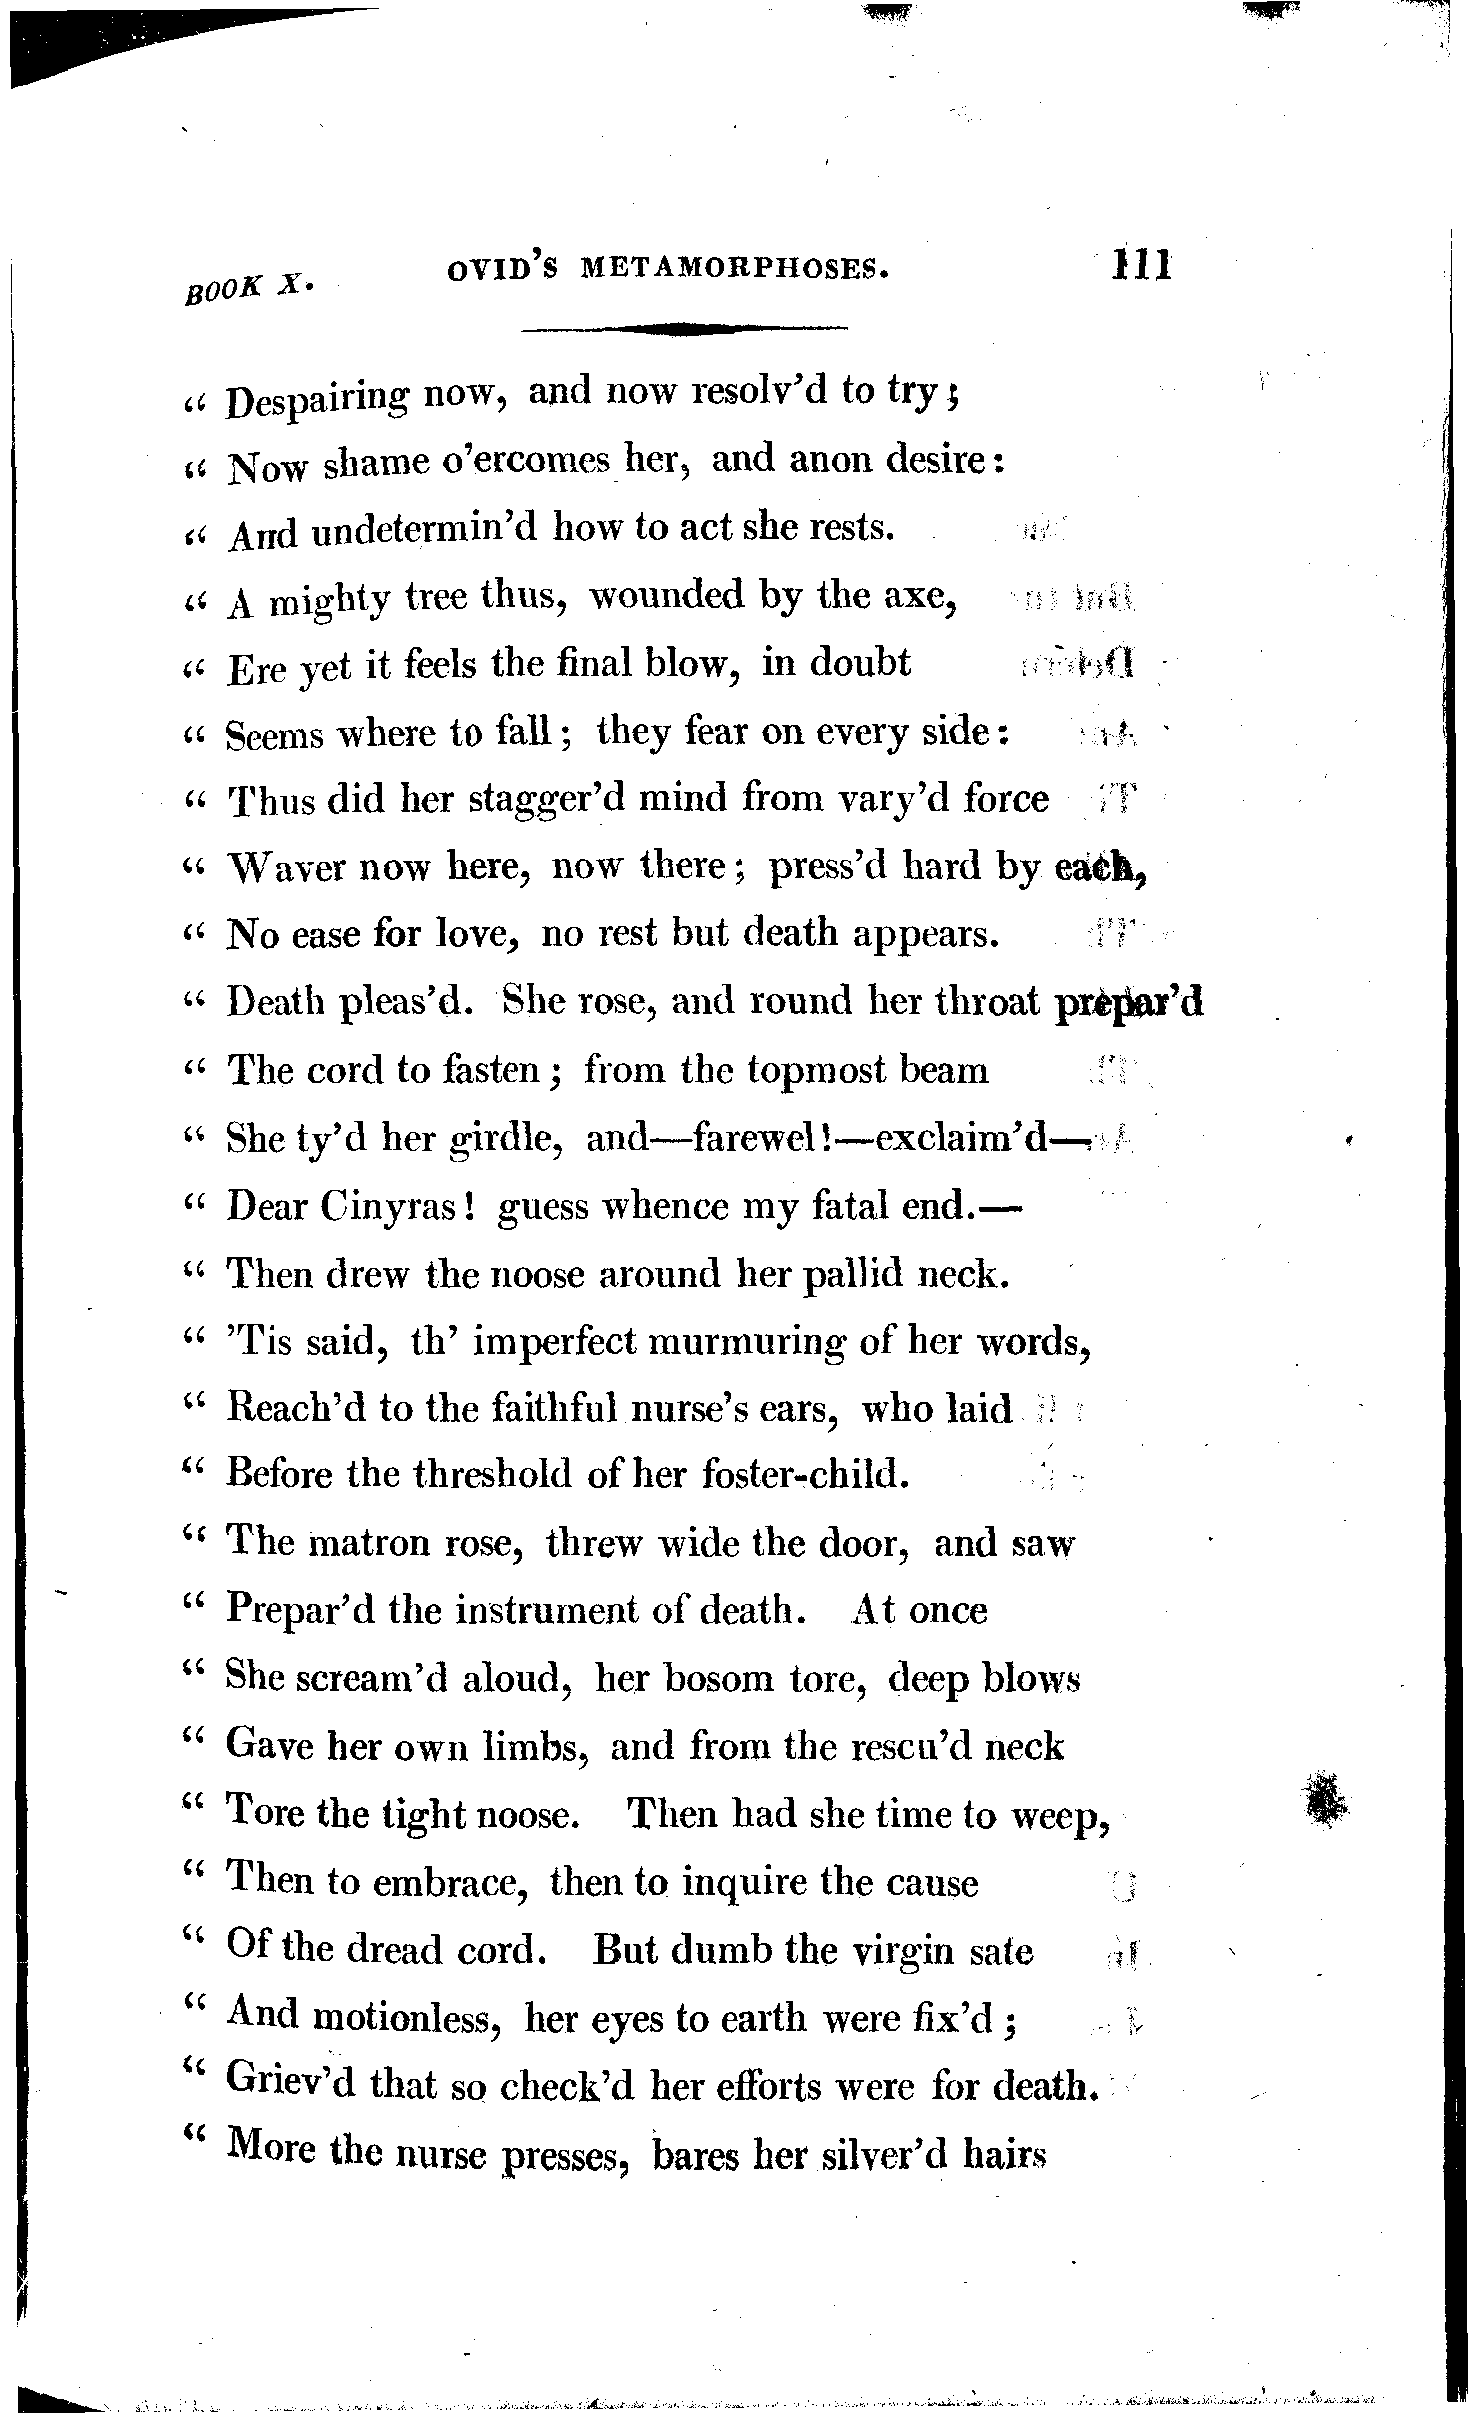 BOOK X. OVID'S METAMORPHOSES. 111
“ Despairing now, and now resolv'd to try;
“ Now shame o'ercomes her, and anon desire:
“ And undetermin'd how to act she rests.
“ A mighty tree thus, wounded by the axe,
“ Ere yet it feels the final blow, in doubt
“ Seems where to fall; they fear on every side:
“ Thus did her stagger'd mind from vary'd force
“ Waver now here, now there; press'd hard by each,
“ No ease for love, no rest but death appears.
“ Death pleas'd. She rose, and round her throat prepar'd
“ The cord to fasten; from the topmost beam
“ She ty'd her girdle, and—farewel!—exclaim'd—
“ Dear Cinyras! guess whence my fatal end.—
“ Then drew the noose around her pallid neck.
“ 'Tis said, th' imperfect murmuring of her words,
“ Reach'd to the faithful nurse's ears, who laid
“ Before the threshold of her foster-child.
“ The matron rose, threw wide the door, and saw
“ Prepar'd the instrument of death. At once
“ She scream'd aloud, her bosom tore, deep blows
“ Gave her own limbs, and from the rescu'd neck
“ Tore the tight noose. Then had she time to weep,
“ Then to embrace, then to inquire the cause
“ Of the dread cord. But dumb the virgin sate
“ And motionless, her eyes to earth were fix'd;
“ Griev'd that so check'd her efforts were for death.
“ More the nurse presses, bares her silver'd hairs